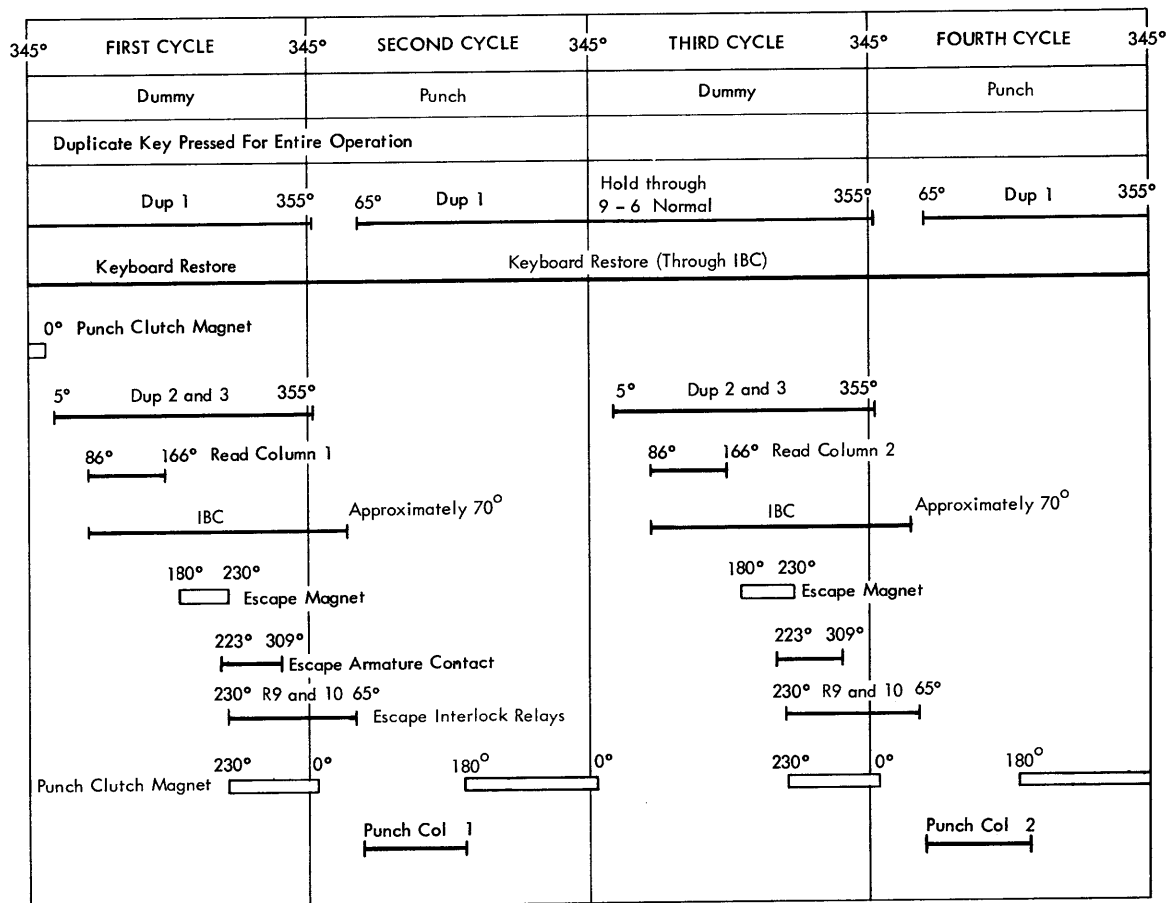 345° FIRST CYCLE 345° SECOND CYCLE 345° THIRD CYCLE 345° FOURTH CYCLE 345°
Dummy Punch Dummy Punch
Duplicate Key Pressed For Entire Operation
Dup 1 355° 65° Dup 1 Hold through
9 – 6 Normal 355° 65° Dup 1 355°
Keyboard Restore Keyboard Restore (Through IBC)
0° Punch Clutch Magnet
5° Dup 2 and 3 355° 5° Dup 2 and 3 355°
86° 166° Read Column 1 86° 166° Read Column 2
IBC Approximately 70° IBC Approximately 70°
180° 230° Escape Magnet 180° 230° Escape Magnet
223° 309° Escape Armature Contact 223° 309°
230° R9 and 10 65° Escape Interlock Relays 230° R9 and 10 65°
Punch Clutch Magnet 230° 0° 180° 0° 230° 0° 180°
Punch Col 1 Punch Col 2